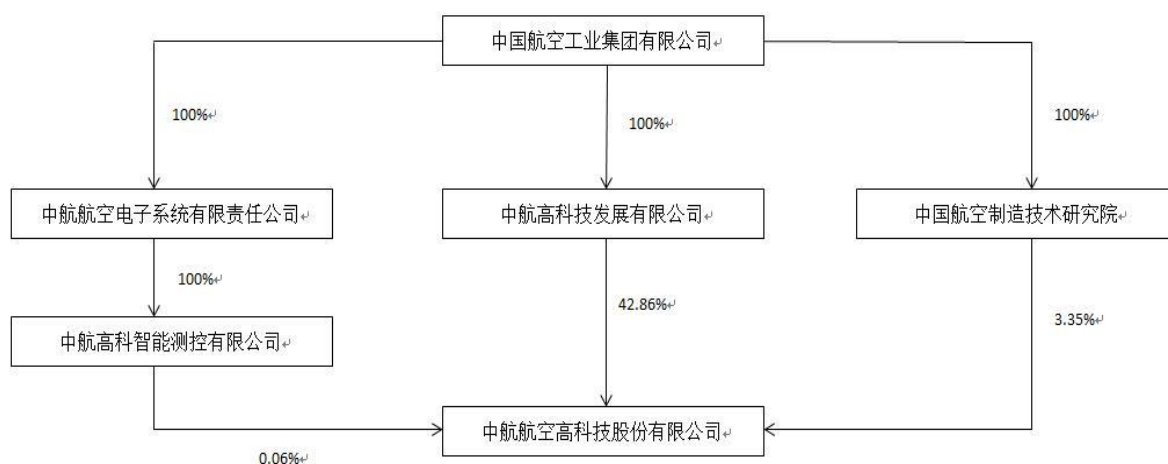 中国航空工业集团有限公司↵
100%↵
100%↵
100%↵
中航航空电子系统有限责任公司↵
中航高科技发展有限公司↵
中国航空制造技术研究院↵
100%↵
42.86%↵
3.35%↵
中航高科智能测控有限公司↵
中航航空高科技股份有限公司↵
0.06%↵